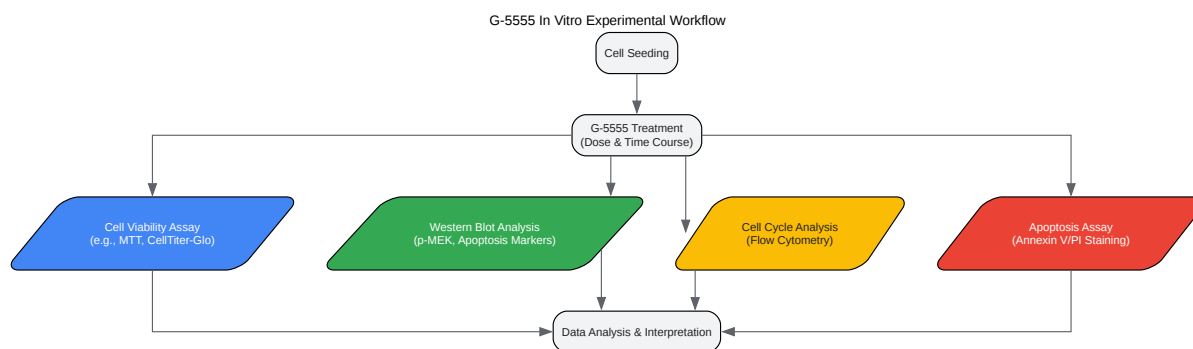 G-5555 In Vitro Experimental Workflow
Cell Seeding
G-5555 Treatment
(Dose & Time Course)
Cell Viability Assay
(e.g., MTT, CellTiter-Glo)
Western Blot Analysis
(p-MEK, Apoptosis Markers)
Cell Cycle Analysis
(Flow Cytometry)
Apoptosis Assay
(Annexin V/PI Staining)
Data Analysis & Interpretation